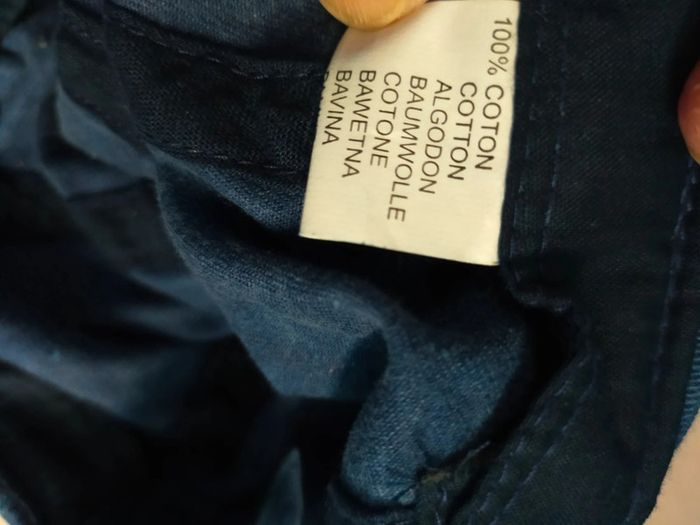 100% COTON
COTTON
ALGODON
BAUMWOLLE
COTONE
BAWETNA
BAVINA